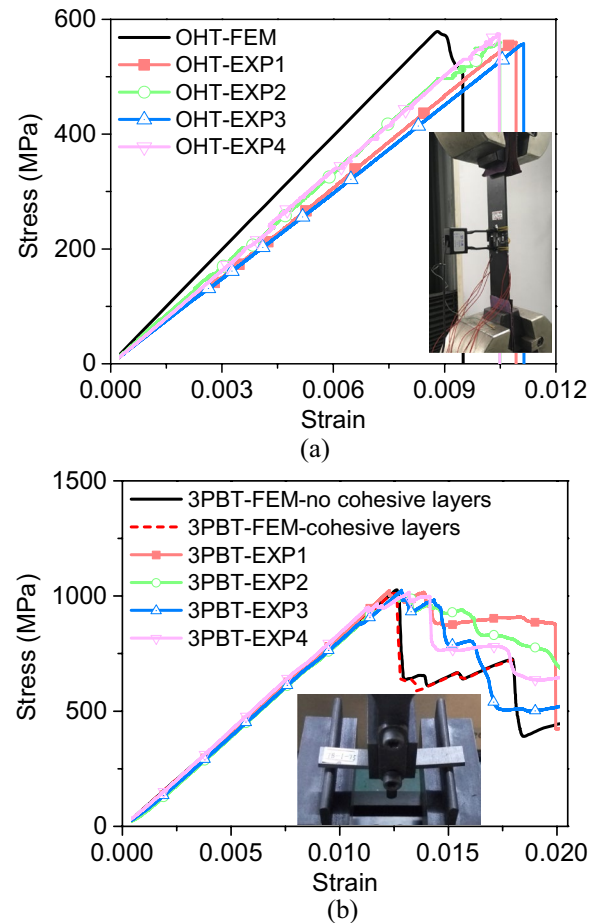 (a)
600
400
200
0
Stress (MPa)
OHT-FEM
OHT-EXP1
OHT-EXP2
OHT-EXP3
OHT-EXP4
0.000 0.003 0.006 0.009 0.012
Strain
(a)
1500
1000
500
0
Stress (MPa)
3PBT-FEM-no cohesive layers
3PBT-FEM-cohesive layers
3PBT-EXP1
3PBT-EXP2
3PBT-EXP3
3PBT-EXP4
0.000 0.005 0.010 0.015 0.020
Strain
(b)